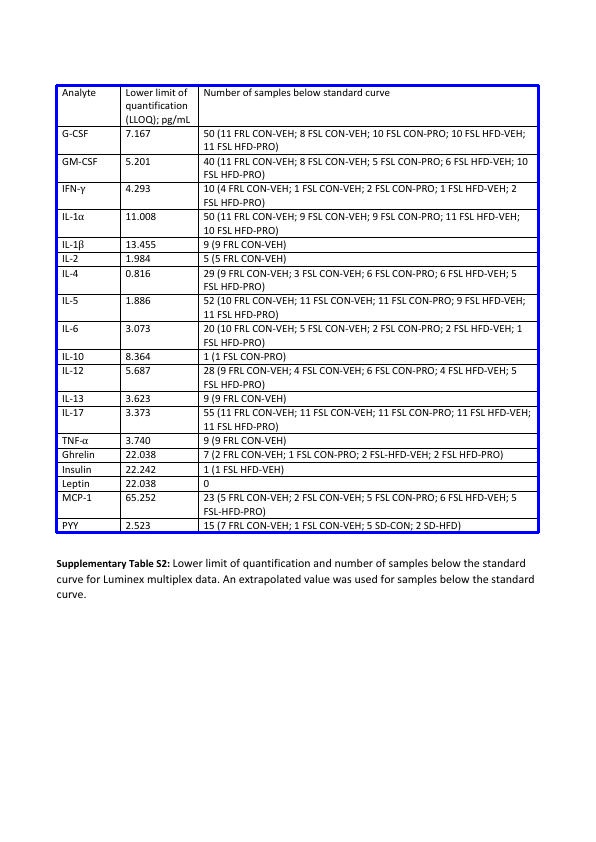 Analyte Lower limit of Number of samples below standard curve
quantification
(LLOQ); pg/mL
G-CSF 7.167 50 (11 FRL CON-VEH; 8 FSL CON-VEH; 10 FSL CON-PRO; 10 FSL HFD-VEH;
11 FSL HFD-PRO)
GM-CSF 5.201 40 (11 FRL CON-VEH; 8 FSL CON-VEH; 5 FSL CON-PRO; 6 FSL HFD-VEH; 10
FSL HFD-PRO)
IFN-γ 4.293 10 (4 FRL CON-VEH; 1 FSL CON-VEH; 2 FSL CON-PRO; 1 FSL HFD-VEH; 2
FSL HFD-PRO)
IL-1α 11.008 50 (11 FRL CON-VEH; 9 FSL CON-VEH; 9 FSL CON-PRO; 11 FSL HFD-VEH;
10 FSL HFD-PRO)
IL-1β 13.455 9 (9 FRL CON-VEH)
IL-2 1.984 5 (5 FRL CON-VEH)
IL-4 0.816 29 (9 FRL CON-VEH; 3 FSL CON-VEH; 6 FSL CON-PRO; 6 FSL HFD-VEH; 5
FSL HFD-PRO)
IL-5 1.886 52 (10 FRL CON-VEH; 11 FSL CON-VEH; 11 FSL CON-PRO; 9 FSL HFD-VEH;
11 FSL HFD-PRO)
IL-6 3.073 20 (10 FRL CON-VEH; 5 FSL CON-VEH; 2 FSL CON-PRO; 2 FSL HFD-VEH; 1
FSL HFD-PRO)
IL-10 8.364 1 (1 FSL CON-PRO)
IL-12 5.687 28 (9 FRL CON-VEH; 4 FSL CON-VEH; 6 FSL CON-PRO; 4 FSL HFD-VEH; 5
FSL HFD-PRO)
IL-13 3.623 9 (9 FRL CON-VEH)
IL-17 3.373 55 (11 FRL CON-VEH; 11 FSL CON-VEH; 11 FSL CON-PRO; 11 FSL HFD-VEH;
11 FSL HFD-PRO)
TNF-α 3.740 9 (9 FRL CON-VEH)
Ghrelin 22.038 7 (2 FRL CON-VEH; 1 FSL CON-PRO; 2 FSL-HFD-VEH; 2 FSL HFD-PRO)
Insulin 22.242 1 (1 FSL HFD-VEH)
Leptin 22.038 0
MCP-1 65.252 23 (5 FRL CON-VEH; 2 FSL CON-VEH; 5 FSL CON-PRO; 6 FSL HFD-VEH; 5
FSL-HFD-PRO)
PYY 2.523 15 (7 FRL CON-VEH; 1 FSL CON-VEH; 5 SD-CON; 2 SD-HFD)
Supplementary Table S2: Lower limit of quantification and number of samples below the standard
curve for Luminex multiplex data. An extrapolated value was used for samples below the standard
curve.